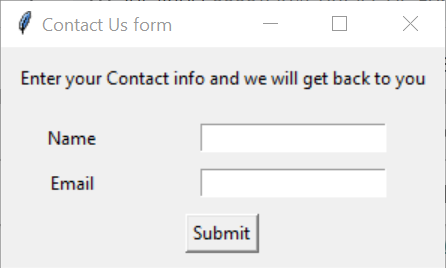 Contact Us form
Enter your Contact info and we will get back to you
Name
Email
Submit